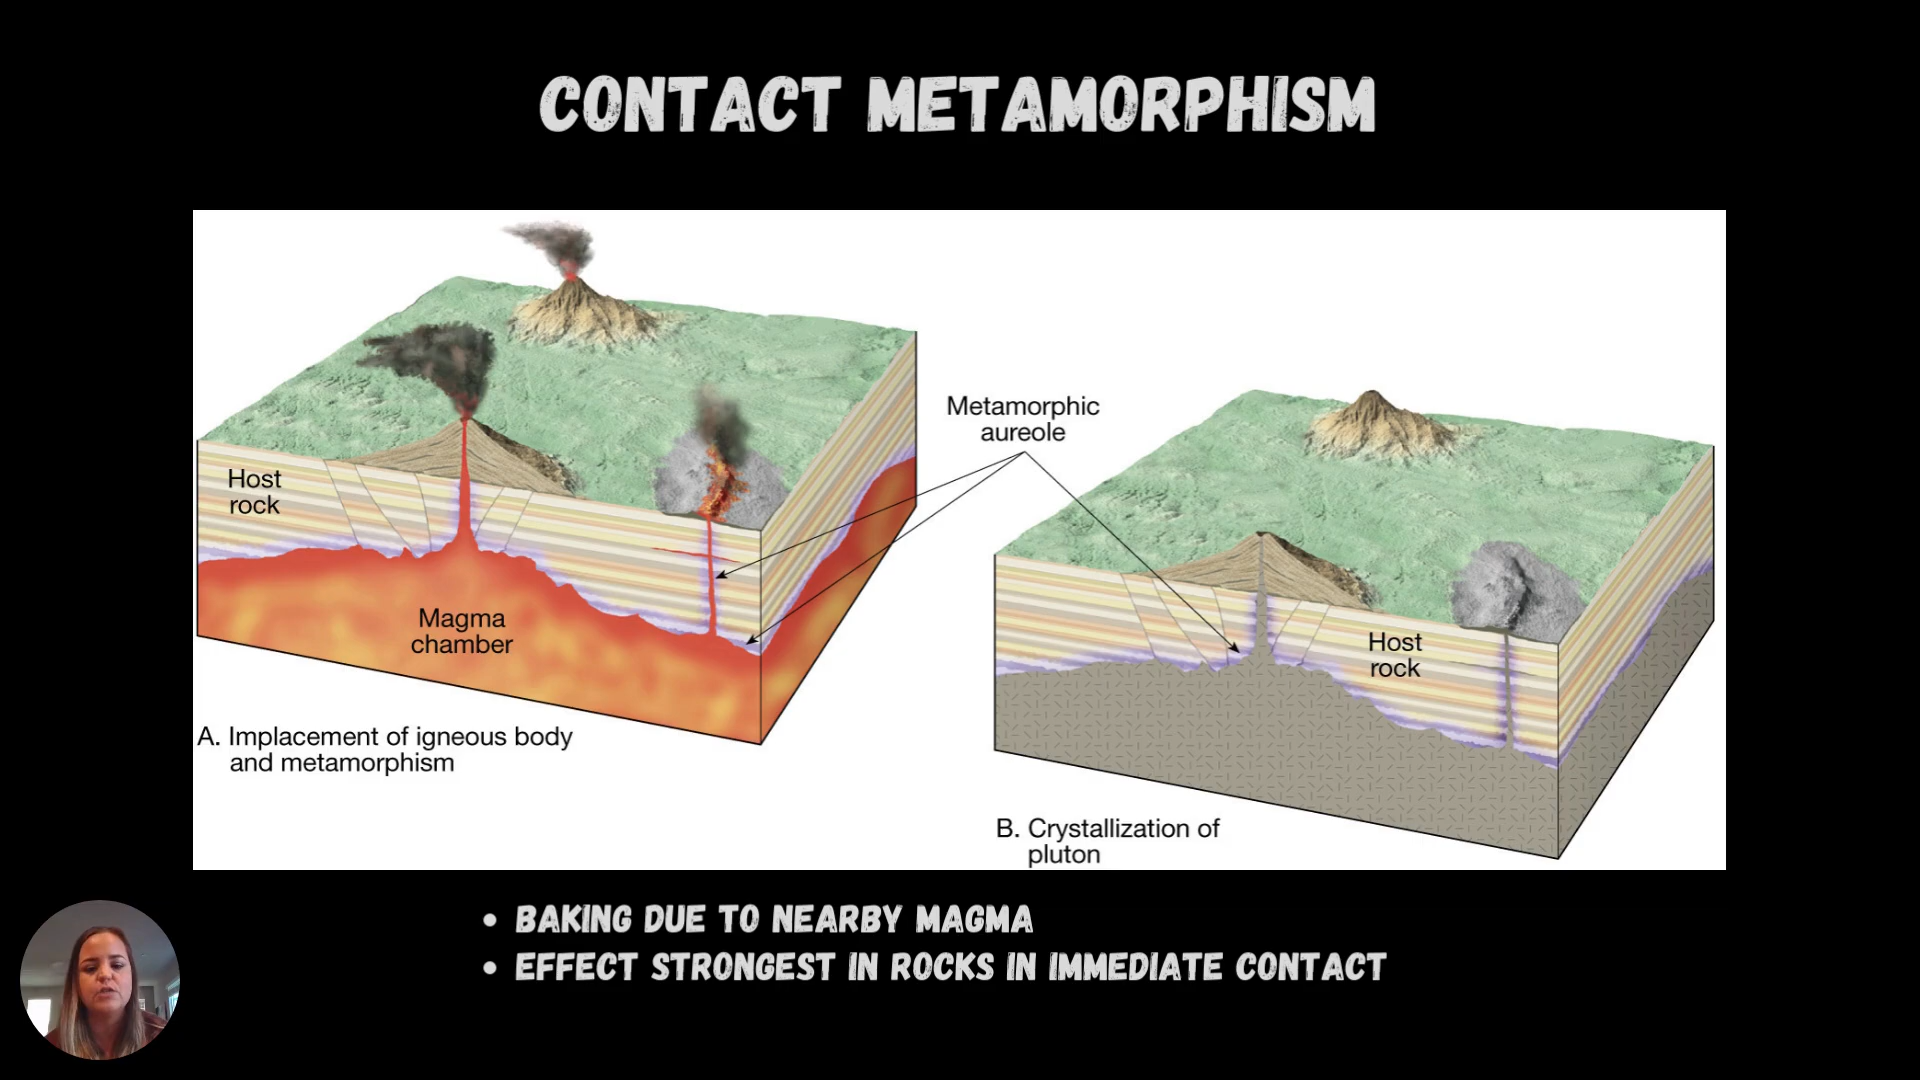 CONTACT METAMORPHISM
Host
rock
Magma
chamber
A. Implacement of igneous body
and metamorphism
Metamorphic
aureole
Host
rock
B. Crystallization of
pluton
• BAKING DUE TO NEARBY MAGMA
• EFFECT STRONGEST IN ROCKS IN IMMEDIATE CONTACT